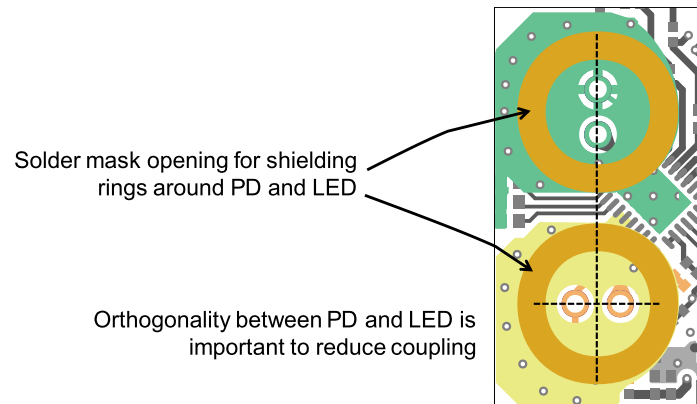 Solder mask opening for shielding
rings around PD and LED
Orthogonality between PD and LED is
important to reduce coupling